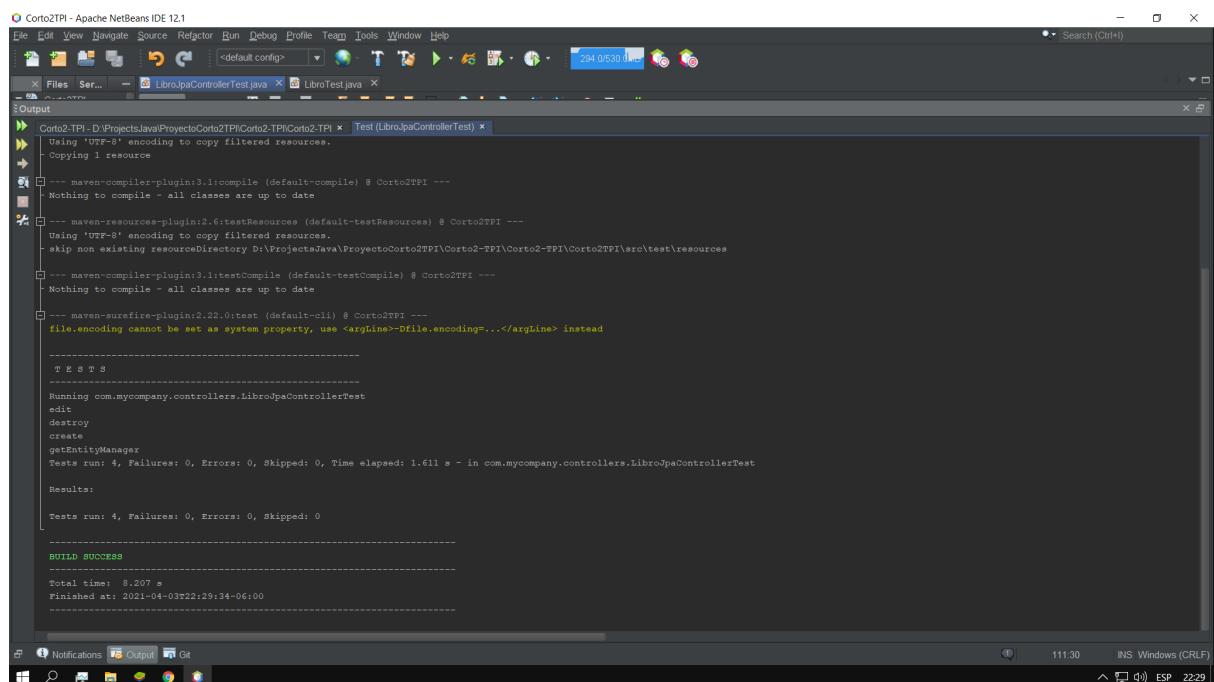 Corto2TPI - Apache NetBeans IDE 12.1
File Edit View Navigate Source Refactor Run Debug Profile Team Tools Window Help
Search (Ctrl+I)
<default config>
Files Ser...
LibroJpaControllerTest.java
LibroTest.java
Output
Corto2-TPI - D:\ProjectsJava\ProyectoCorto2TPI\Corto2-TPI\Corto2-TPI
Test (LibroJpaControllerTest)
Using 'UTF-8' encoding to copy filtered resources.
Copying 1 resource
--- maven-compiler-plugin:3.1:compile (default-compile) @ Corto2TPI ---
Nothing to compile - all classes are up to date
--- maven-resources-plugin:2.6:testResources (default-testResources) @ Corto2TPI ---
Using 'UTF-8' encoding to copy filtered resources.
skip non existing resourceDirectory D:\ProjectsJava\ProyectoCorto2TPI\Corto2-TPI\Corto2-TPI\Corto2TPI\src\test\resources
--- maven-compiler-plugin:3.1:testCompile (default-testCompile) @ Corto2TPI ---
Nothing to compile - all classes are up to date
--- maven-surefire-plugin:2.22.0:test (default-cli) @ Corto2TPI ---
file.encoding cannot be set as system property, use <argLine>-Dfile.encoding=...</argLine> instead
-------------------------------------------------------
T E S T S
-------------------------------------------------------
Running com.mycompany.controllers.LibroJpaControllerTest
edit
destroy
create
getEntityManager
Tests run: 4, Failures: 0, Errors: 0, Skipped: 0, Time elapsed: 1.611 s - in com.mycompany.controllers.LibroJpaControllerTest
Results:
Tests run: 4, Failures: 0, Errors: 0, Skipped: 0
------------------------------------------------------------------------
BUILD SUCCESS
------------------------------------------------------------------------
Total time: 8.207 s
Finished at: 2021-04-03T22:29:34-06:00
------------------------------------------------------------------------
Notifications Output Git
111:30 INS Windows (CRLF)
ESP 22:29